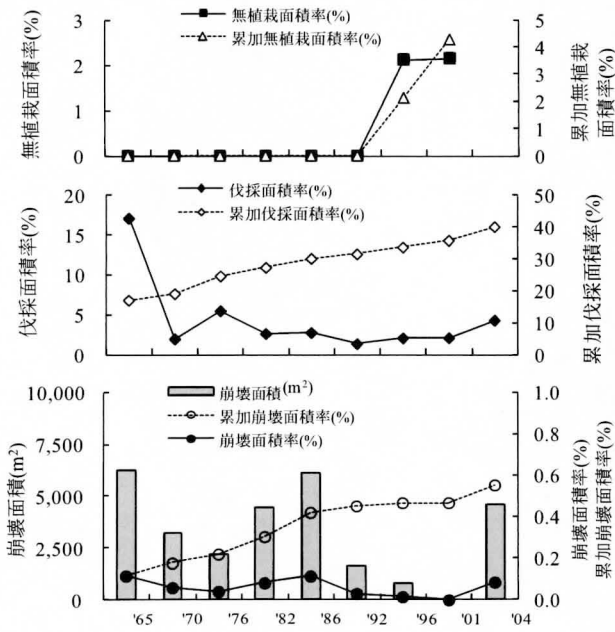 無植栽面積率(%)
累加無植栽面積率(%)
3
2
1
0
無植栽面積率(%)
5
4
3
2
1
0
累加無植栽
面積率(%)
伐採面積率(%)
累加伐採面積率(%)
20
15
10
5
0
伐採面積率(%)
50
40
30
20
10
0
累加伐採面積率(%)
崩壊面積(m²)
累加崩壊面積率(%)
崩壊面積率(%)
10,000
7,500
5,000
2,500
0
崩壊面積(m²)
1.0
0.8
0.6
0.4
0.2
0.0
崩壊面積率(%)
累加崩壊面積率(%)
'65 '70 '76 '82 '86 '92 '96 '02 '04